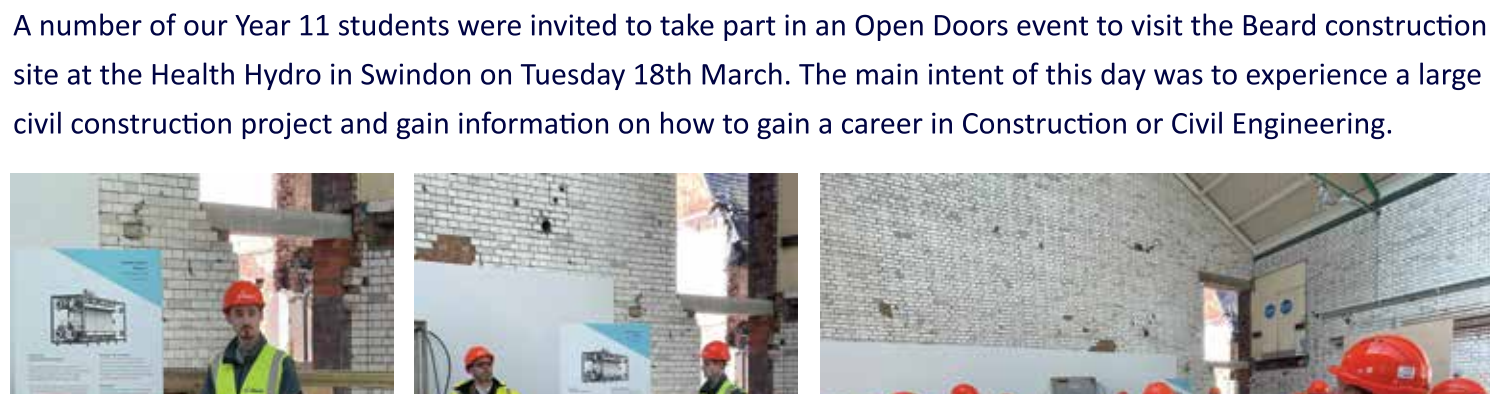 A number of our Year 11 students were invited to take part in an Open Doors event to visit the Beard construction
site at the Health Hydro in Swindon on Tuesday 18th March. The main intent of this day was to experience a large
civil construction project and gain information on how to gain a career in Construction or Civil Engineering.